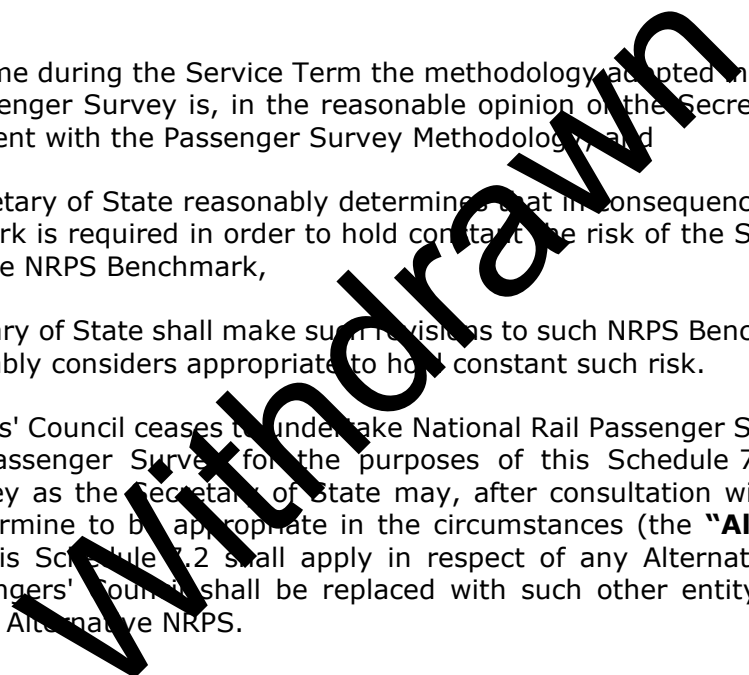 me during the Service Term the methodology adopted in
enger Survey is, in the reasonable opinion of the Secre
ent with the Passenger Survey Methodology; and
etary of State reasonably determines that in consequenc
rk is required in order to hold constant the risk of the S
e NRPS Benchmark,
ary of State shall make such revisions to such NRPS Benc
ably considers appropriate to hold constant such risk.
s' Council ceases to undertake National Rail Passenger S
assenger Survey for the purposes of this Schedule 7
ey as the Secretary of State may, after consultation wi
ermine to be appropriate in the circumstances (the “Al
is Schedule 7.2 shall apply in respect of any Alternat
ngers' Council shall be replaced with such other entity
Alternative NRPS.
Withdrawn